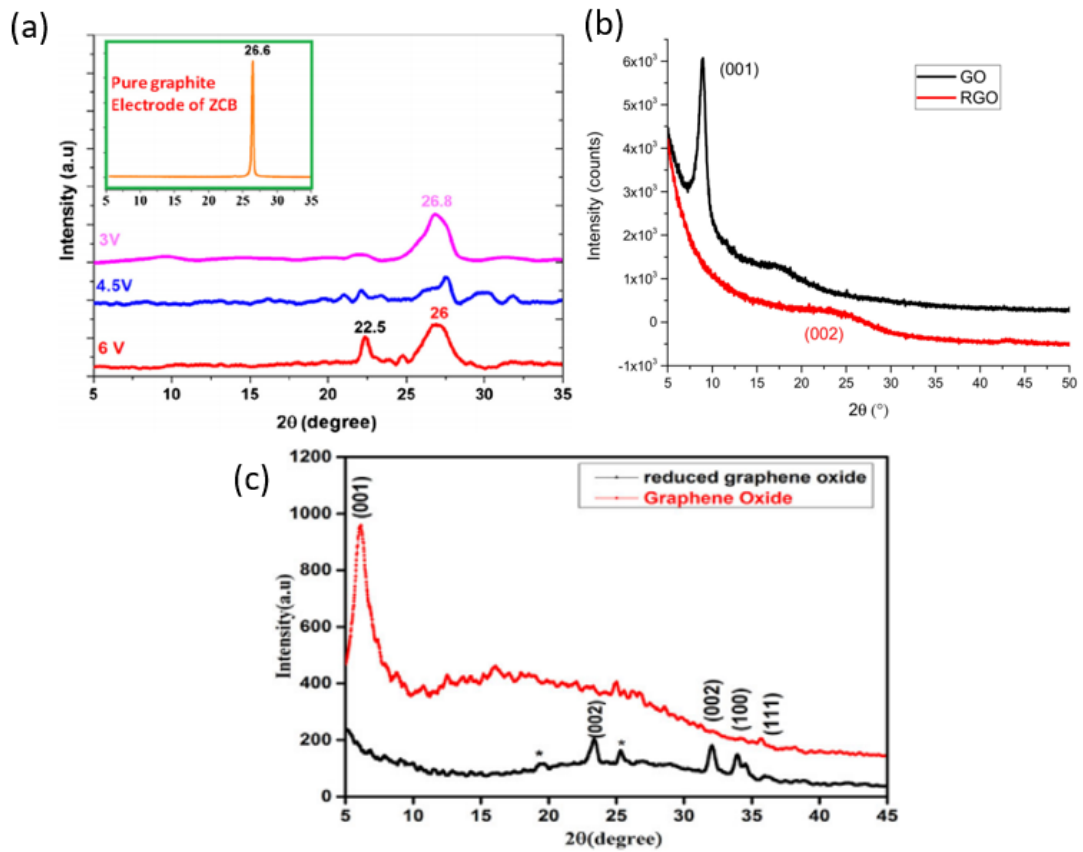 (a)
26.6
Pure graphite
Electrode of ZCB
5 10 15 20 25 30 35
Intensity (a.u)
3V
26.8
4.5V
6 V
22.5
26
5 10 15 20 25 30 35
2θ (degree)
(b)
(001)
GO
RGO
(002)
Intensity (counts)
6x10³
5x10³
4x10³
3x10³
2x10³
1x10³
0
-1x10³
5 10 15 20 25 30 35 40 45 50
2θ (°)
(c)
reduced graphene oxide
Graphene Oxide
(001)
* (002) * (002) (100) (111)
Intensity(a.u)
1200
1000
800
600
400
200
0
5 10 15 20 25 30 35 40 45
2θ(degree)